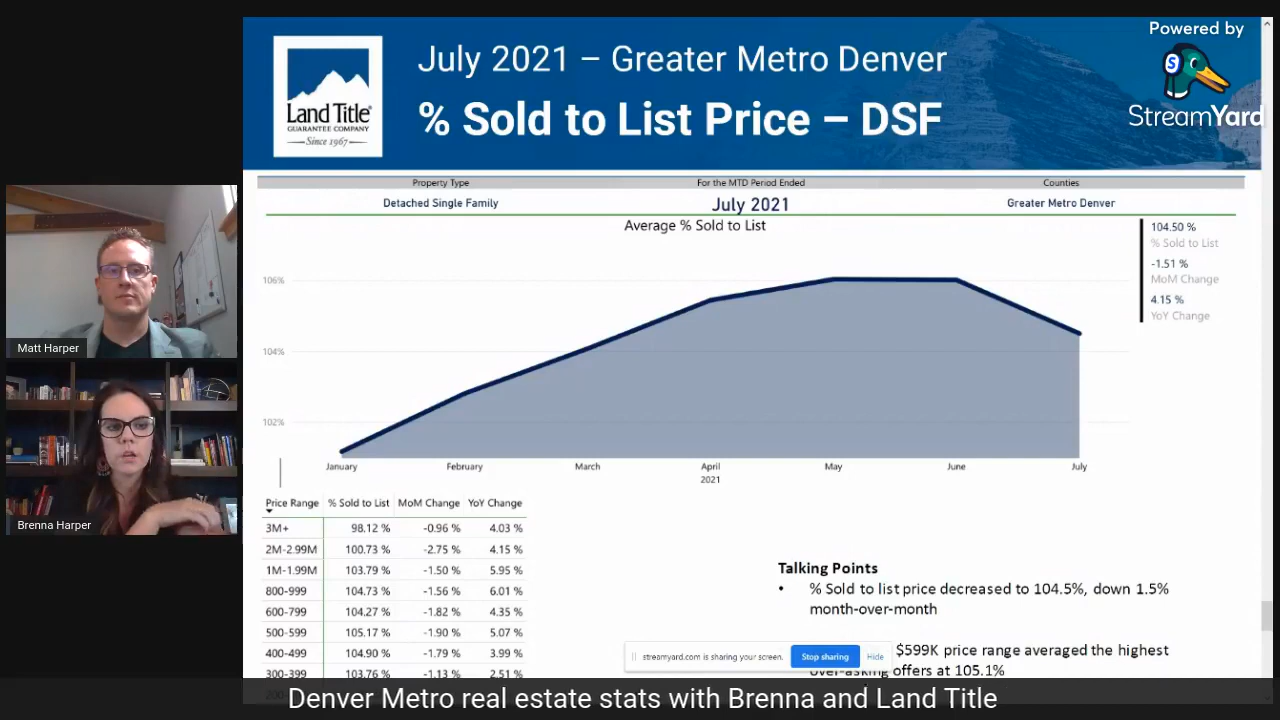 Powered by
StreamYard
Land Title®
GUARANTEE COMPANY
Since 1967
July 2021 – Greater Metro Denver
% Sold to List Price – DSF
Property Type
For the MTD Period Ended
Counties
Detached Single Family
July 2021
Greater Metro Denver
Average % Sold to List
104.50 %
% Sold to List
-1.51 %
MoM Change
4.15 %
YoY Change
106%
104%
102%
January
February
March
April
May
June
July
2021
Matt Harper
Brenna Harper
Price Range % Sold to List MoM Change YoY Change
3M+ 98.12 % -0.96 % 4.03 %
2M-2.99M 100.73 % -2.75 % 4.15 %
1M-1.99M 103.79 % -1.50 % 5.95 %
800-999 104.73 % -1.56 % 6.01 %
600-799 104.27 % -1.82 % 4.35 %
500-599 105.17 % -1.90 % 5.07 %
400-499 104.90 % -1.79 % 3.99 %
300-399 103.76 % -1.13 % 2.51 %
Talking Points
• % Sold to list price decreased to 104.5%, down 1.5%
month-over-month
$599K price range averaged the highest
over-asking offers at 105.1%
streamyard.com is sharing your screen.
Stop sharing
Hide
Denver Metro real estate stats with Brenna and Land Title